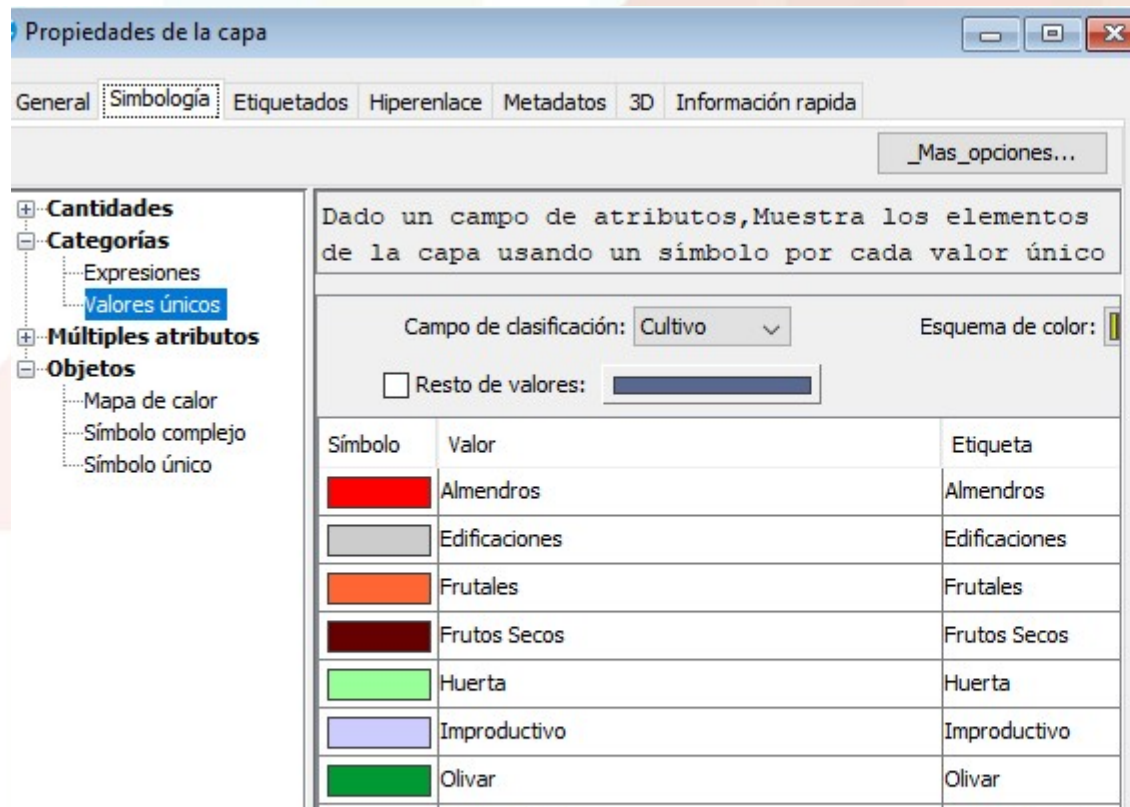 Propiedades de la capa
General Simbología Etiquetados Hiperenlace Metadatos 3D Información rapida
_Mas_opciones...
Cantidades
Categorías
Expresiones
Valores únicos
Múltiples atributos
Objetos
Mapa de calor
Símbolo complejo
Símbolo único
Dado un campo de atributos,Muestra los elementos
de la capa usando un símbolo por cada valor único
Campo de clasificación: Cultivo Esquema de color:
Resto de valores:
Símbolo Valor Etiqueta
Almendros Almendros
Edificaciones Edificaciones
Frutales Frutales
Frutos Secos Frutos Secos
Huerta Huerta
Improductivo Improductivo
Olivar Olivar